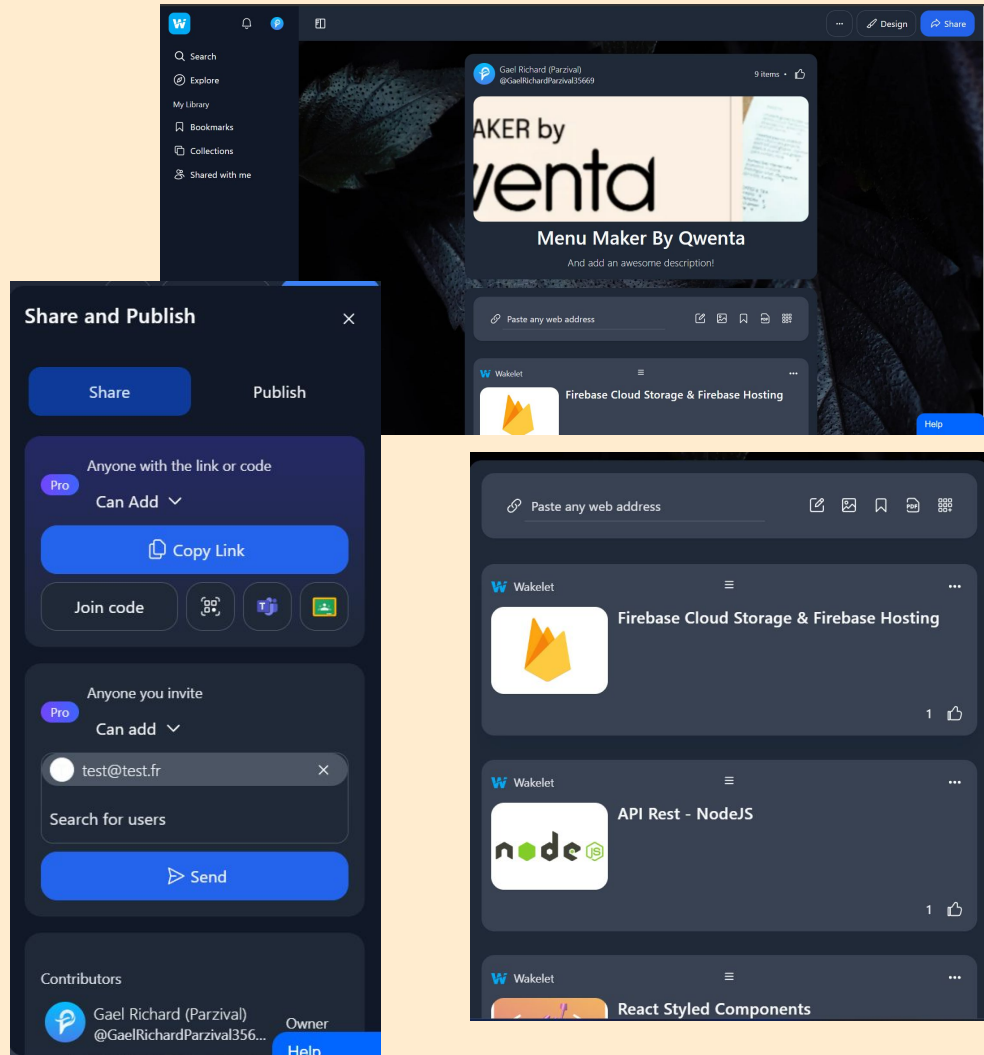 Design
Share
Search
Explore
My Library
Bookmarks
Collections
Shared with me
Gael Richard (Parzival)
@GaelRichardParzival35669
9 items •
AKER by
wenta
Menu Maker By Qwenta
And add an awesome description!
Paste any web address
Wakelet
Firebase Cloud Storage & Firebase Hosting
Help
Share and Publish
Share
Publish
Anyone with the link or code
Pro
Can Add
Copy Link
Join code
Anyone you invite
Pro
Can add
test@test.fr
Search for users
Send
Contributors
Gael Richard (Parzival)
@GaelRichardParzival356...
Owner
Help
Paste any web address
PDF
Wakelet
Firebase Cloud Storage & Firebase Hosting
1
Wakelet
API Rest - NodeJS
node JS
1
Wakelet
React Styled Components